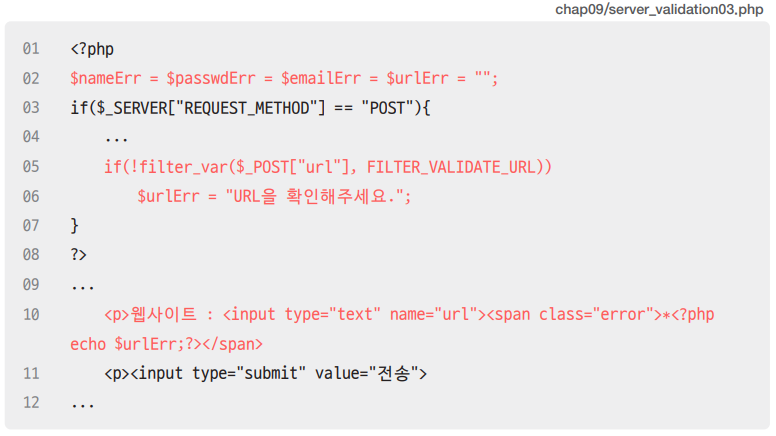 chap09/server_validation03.php
01 <?php
02 $nameErr = $passwdErr = $emailErr = $urlErr = "";
03 if($_SERVER["REQUEST_METHOD"] == "POST"){
04 ...
05 if(!filter_var($_POST["url"], FILTER_VALIDATE_URL))
06 $urlErr = "URL을 확인해주세요.";
07 }
08 ?>
09 ...
10 <p>웹사이트 : <input type="text" name="url"><span class="error">*<?php
echo $urlErr;?></span>
11 <p><input type="submit" value="전송">
12 ...